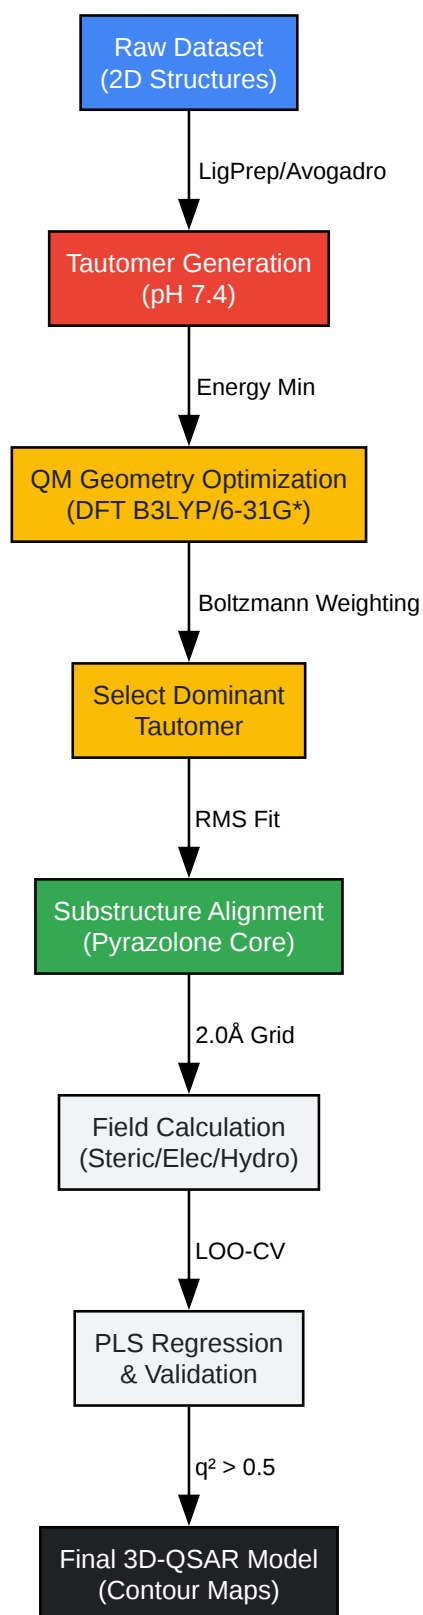 Raw Dataset
(2D Structures)
LigPrep/Avogadro
Tautomer Generation
(pH 7.4)
Energy Min
QM Geometry Optimization
(DFT B3LYP/6-31G*)
Boltzmann Weighting
Select Dominant
Tautomer
RMS Fit
Substructure Alignment
(Pyrazolone Core)
2.0Å Grid
Field Calculation
(Steric/Elec/Hydro)
LOO-CV
PLS Regression
& Validation
q² > 0.5
Final 3D-QSAR Model
(Contour Maps)